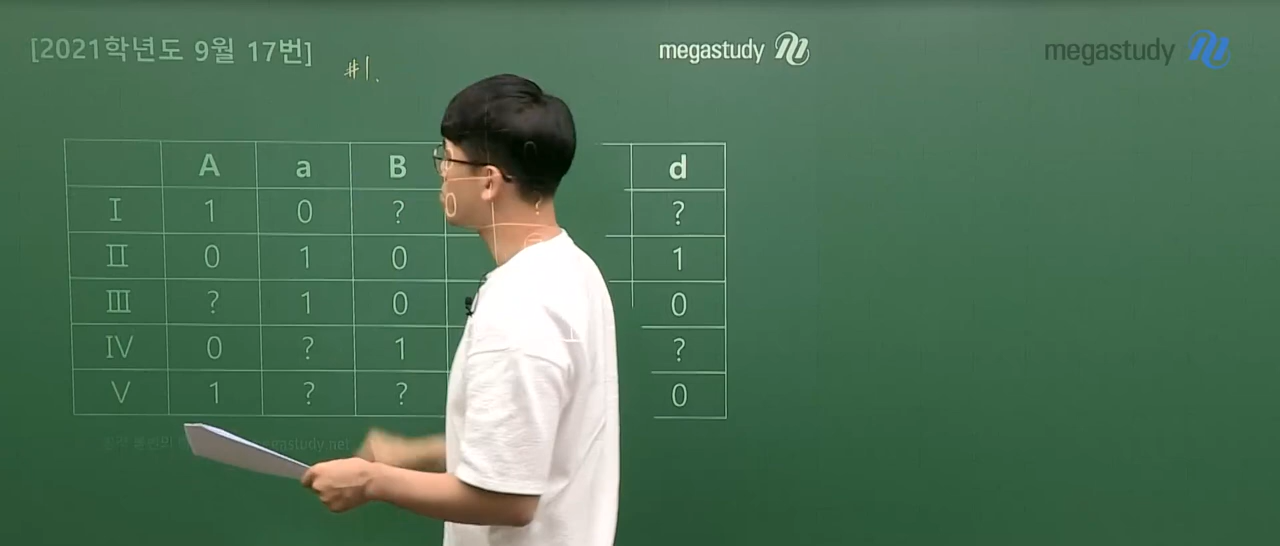 [2021학년도 9월 17번]
#1.
megastudy
megastudy
A a B d
Ⅰ 1 0 ? 0 ? ?
Ⅱ 0 1 0 1
Ⅲ ? 1 0 0
Ⅳ 0 ? 1 ?
Ⅴ 1 ? ? 0